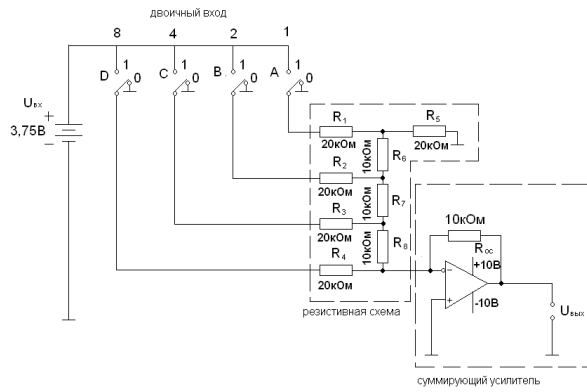 двоичный вход
8 4 2 1
D 1 0 C 1 0 B 1 0 A 1 0
Uвх +
3,75В
−
R1 20кОм
R5 20кОм
10кОм R6
R2 20кОм
10кОм R7
R3 20кОм
10кОм R8
R4 20кОм
10кОм
Rос
+10В
-10В
− +
Uвых
резистивная схема
суммирующий усилитель